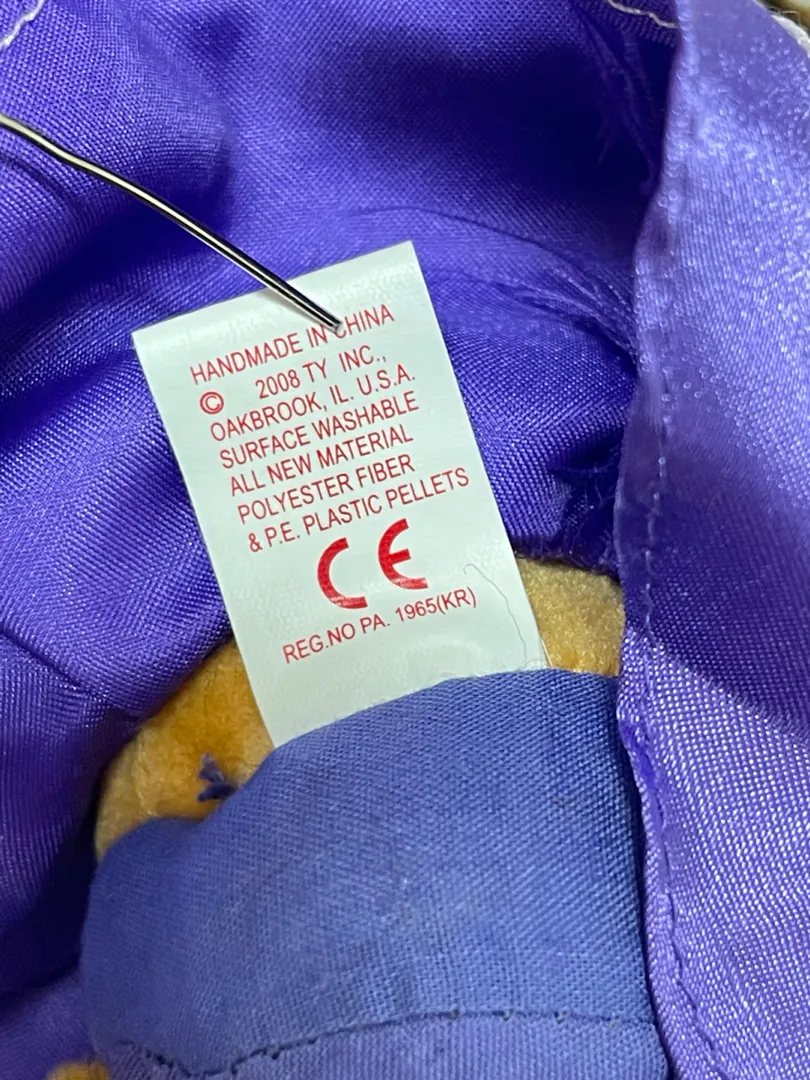 HANDMADE IN CHINA
© 2008 TY INC.,
OAKBROOK, IL. U.S.A.
SURFACE WASHABLE
ALL NEW MATERIAL
POLYESTER FIBER
& P.E. PLASTIC PELLETS
CE
REG.NO PA. 1965(KR)